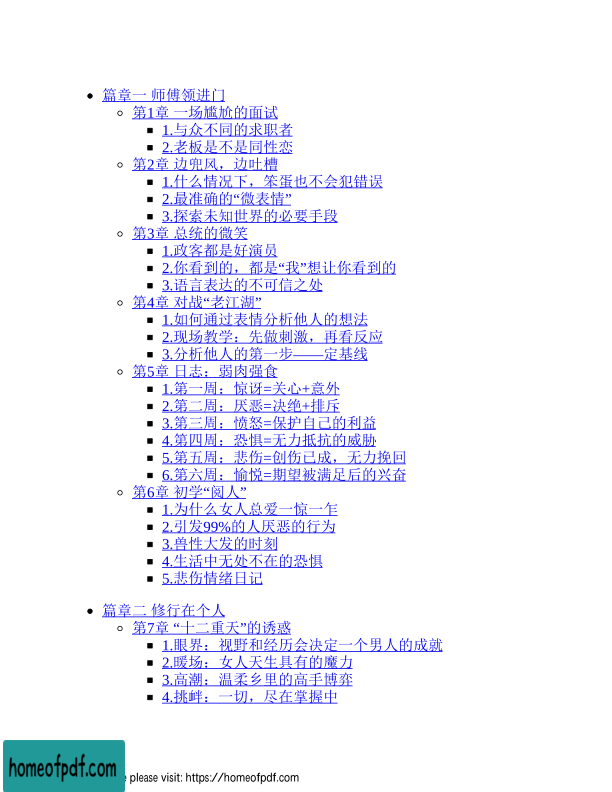 篇章一 师傅领进门
第1章 一场尴尬的面试
1.与众不同的求职者
2.老板是不是同性恋
第2章 边兜风，边吐槽
1.什么情况下，笨蛋也不会犯错误
2.最准确的“微表情”
3.探索未知世界的必要手段
第3章 总统的微笑
1.政客都是好演员
2.你看到的，都是“我”想让你看到的
3.语言表达的不可信之处
第4章 对战“老江湖”
1.如何通过表情分析他人的想法
2.现场教学：先做刺激，再看反应
3.分析他人的第一步——定基线
第5章 日志：弱肉强食
1.第一周：惊讶=关心+意外
2.第二周：厌恶=决绝+排斥
3.第三周：愤怒=保护自己的利益
4.第四周：恐惧=无力抵抗的威胁
5.第五周：悲伤=创伤已成，无力挽回
6.第六周：愉悦=期望被满足后的兴奋
第6章 初学“阅人”
1.为什么女人总爱一惊一乍
2.引发99%的人厌恶的行为
3.兽性大发的时刻
4.生活中无处不在的恐惧
5.悲伤情绪日记
篇章二 修行在个人
第7章 “十二重天”的诱惑
1.眼界：视野和经历会决定一个男人的成就
2.暖场：女人天生具有的魔力
3.高潮：温柔乡里的高手博弈
4.挑衅：一切，尽在掌握中
homeofpdf.com
please visit: https://homeofpdf.com